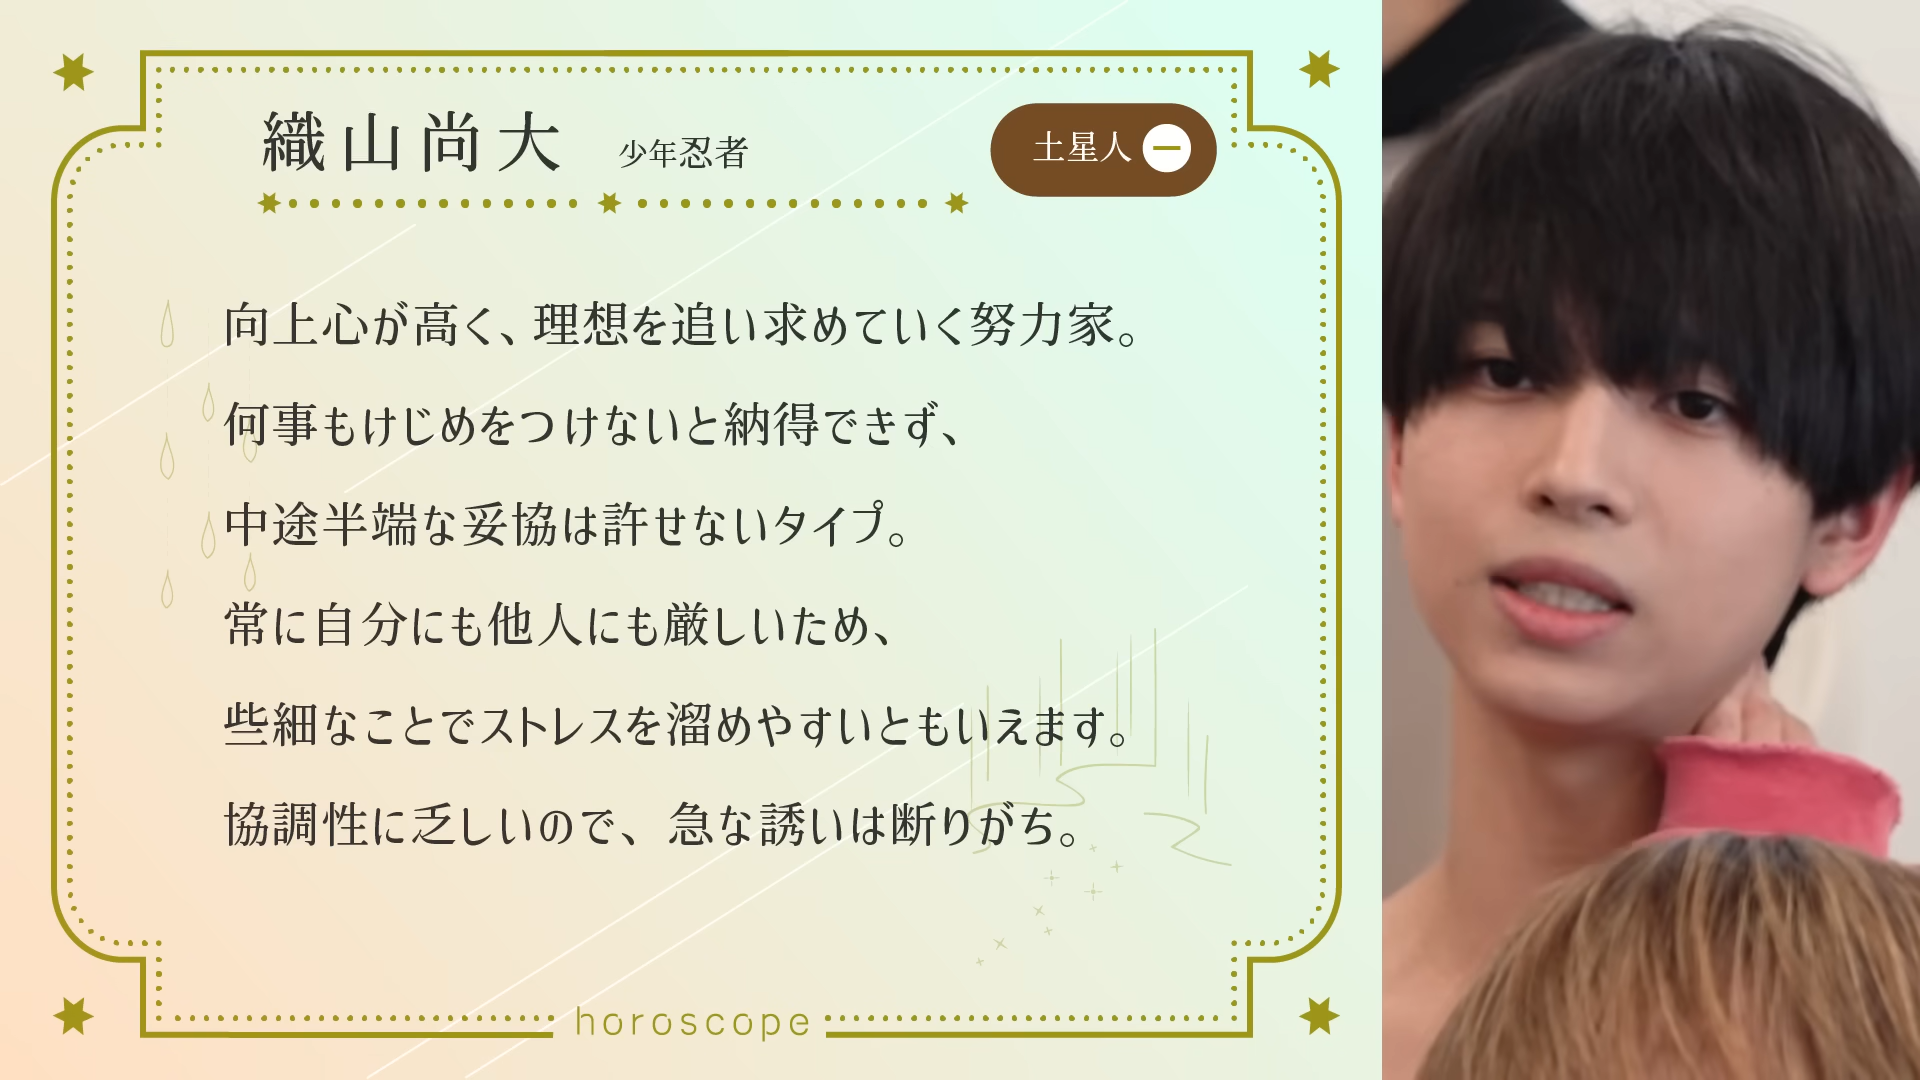 織山尚大 少年忍者
土星人 ー
向上心が高く、理想を追い求めていく努力家。
何事もけじめをつけないと納得できず、
中途半端な妥協は許せないタイプ。
常に自分にも他人にも厳しいため、
些細なことでストレスを溜めやすいともいえます。
協調性に乏しいので、急な誘いは断りがち。
horoscope